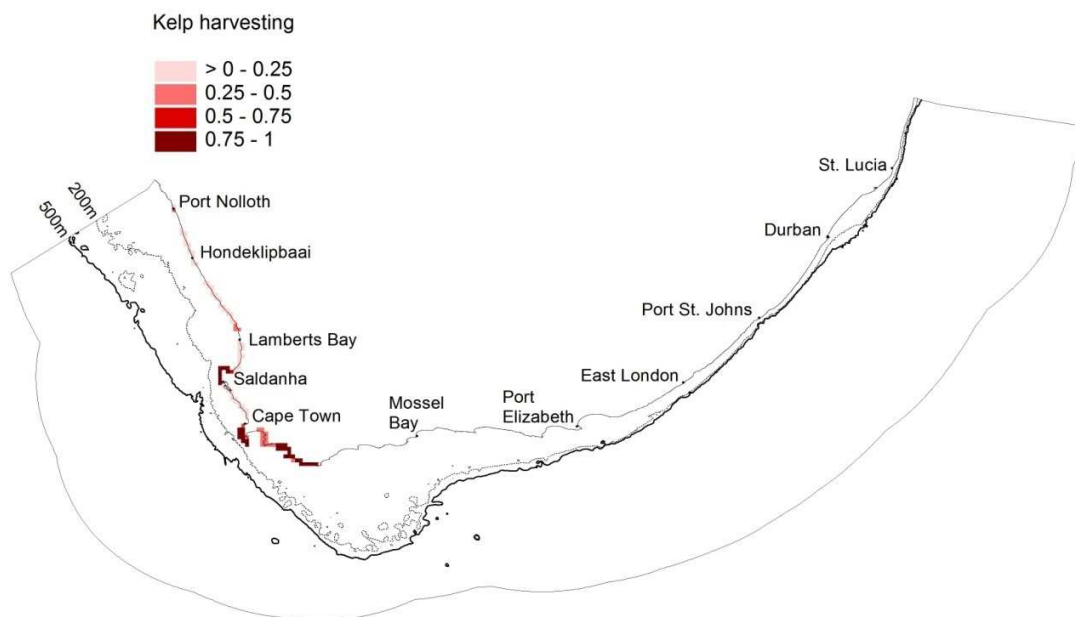 Kelp harvesting
> 0 - 0.25
0.25 - 0.5
0.5 - 0.75
0.75 - 1
200m
500m
Port Nolloth
Hondeklipbaai
Lamberts Bay
Saldanha
Cape Town
Mossel
Bay
Port
Elizabeth
East London
Port St. Johns
Durban
St. Lucia